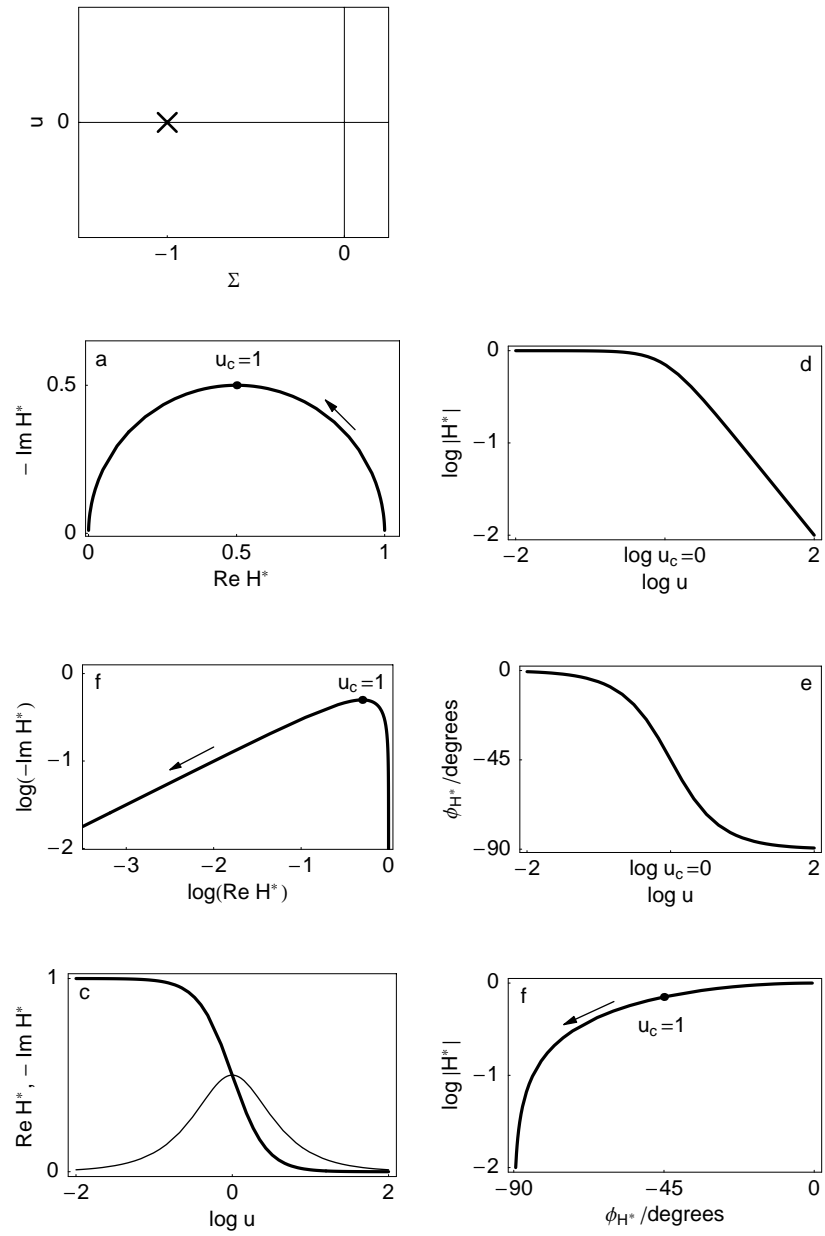 u
0
−1
0
Σ
a
u_c=1
− Im H*
0.5
0
0
0.5
1
Re H*
d
log |H*|
0
−1
−2
−2
log u_c=0
2
log u
f
u_c=1
log(−Im H*)
0
−1
−2
−3
−2
−1
0
log(Re H*)
e
ϕ_H* /degrees
0
−45
−90
−2
log u_c=0
2
log u
c
Re H*, − Im H*
1
0
−2
0
2
log u
f
u_c=1
log |H*|
0
−1
−2
−90
−45
0
ϕ_H* /degrees